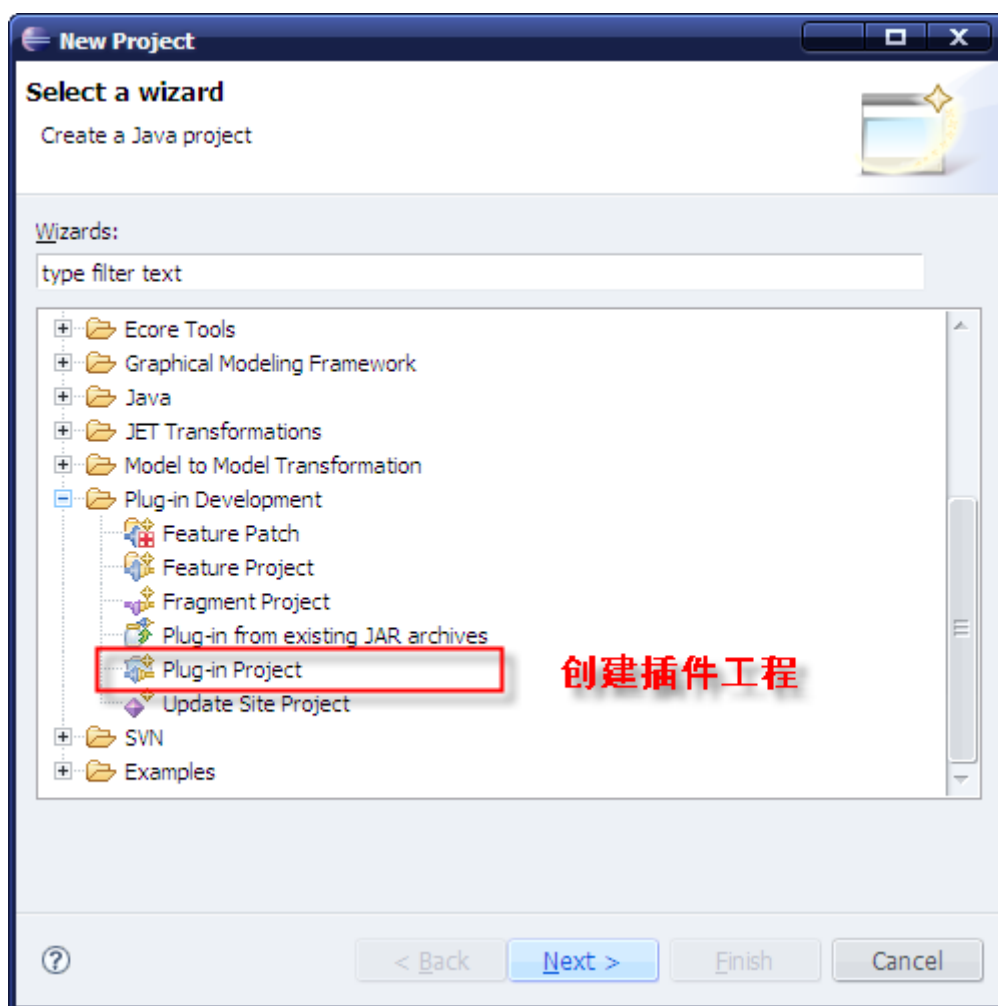 New Project
Select a wizard
Create a Java project
Wizards:
type filter text
Ecore Tools
Graphical Modeling Framework
Java
JET Transformations
Model to Model Transformation
Plug-in Development
Feature Patch
Feature Project
Fragment Project
Plug-in from existing JAR archives
Plug-in Project 创建插件工程
Update Site Project
SVN
Examples
? < Back Next > Finish Cancel